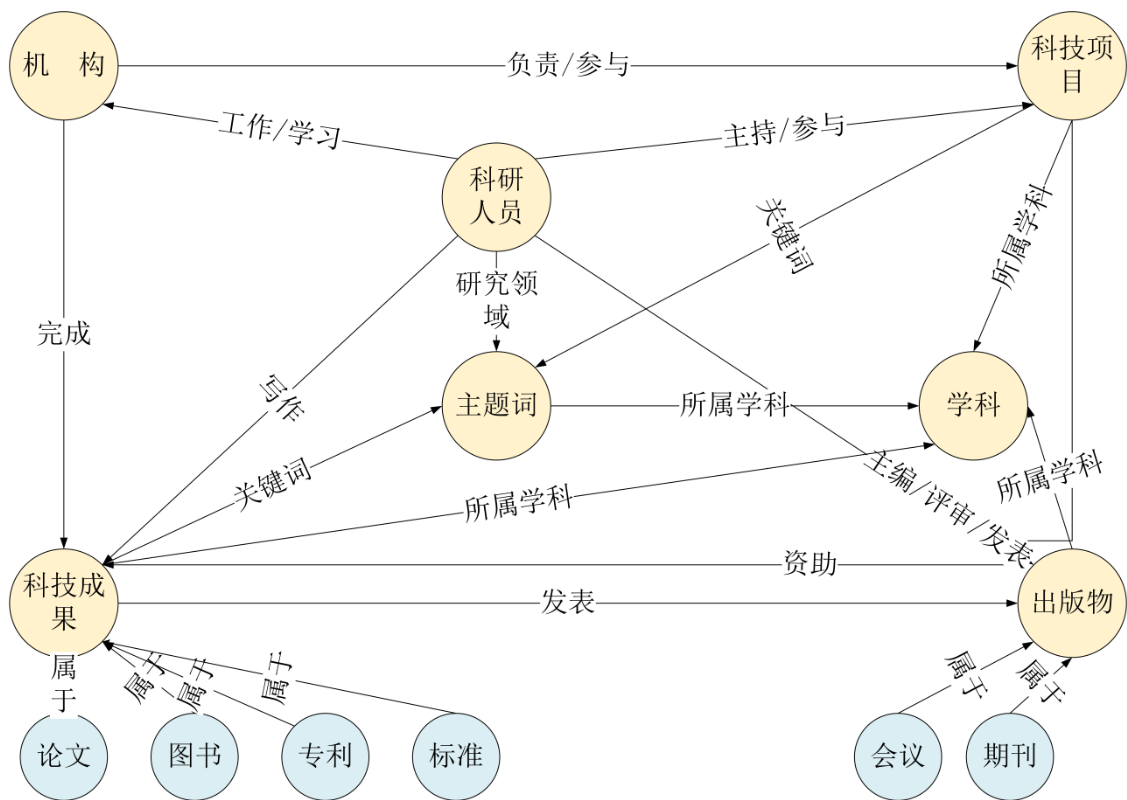 机 构
负责/参与
科技项
目
工作/学习
主持/参与
科研
人员
关键词
所属学科
研究领
域
完成
写作
主题词
所属学科
学科
关键词
所属学科
主编/评审/发表
所属学科
资助
科技成
果
发表
出版物
属
于
属于
属于
属于
属于
属于
论文
图书
专利
标准
会议
期刊